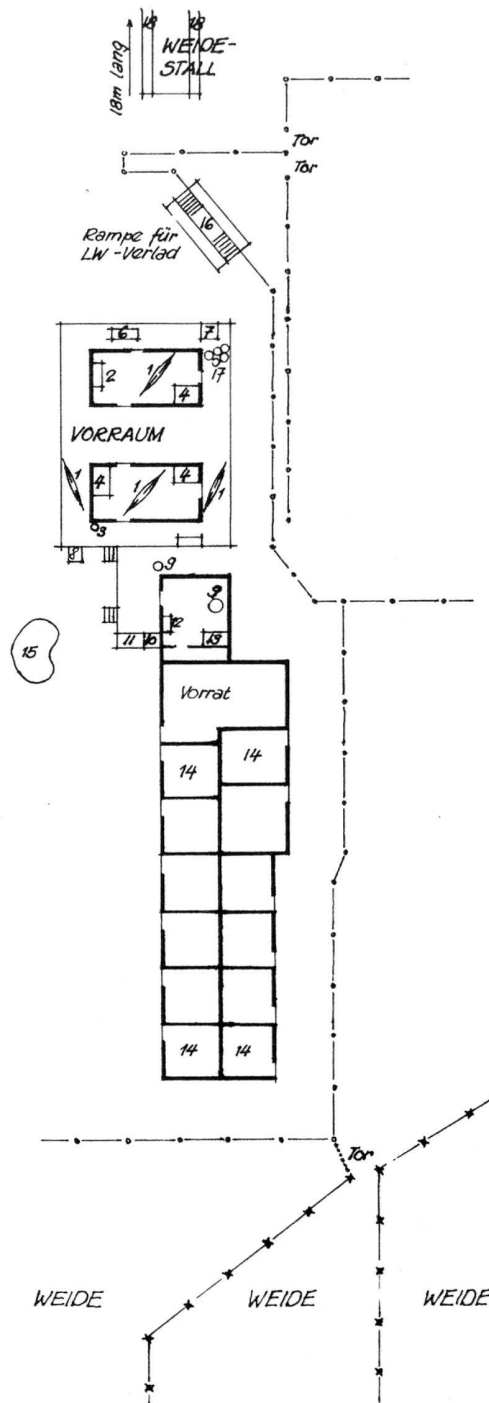 18 18
18m lang
WEIDE-
STALL
Tor
Tor
16
Rampe für
LW-Verlad
6 7
2 1 17
4
VORRAUM
4 4
1 1 1
3
8
9
9
12
11 10 13
15
Vorrat
14 14
14 14
Tor
WEIDE WEIDE WEIDE